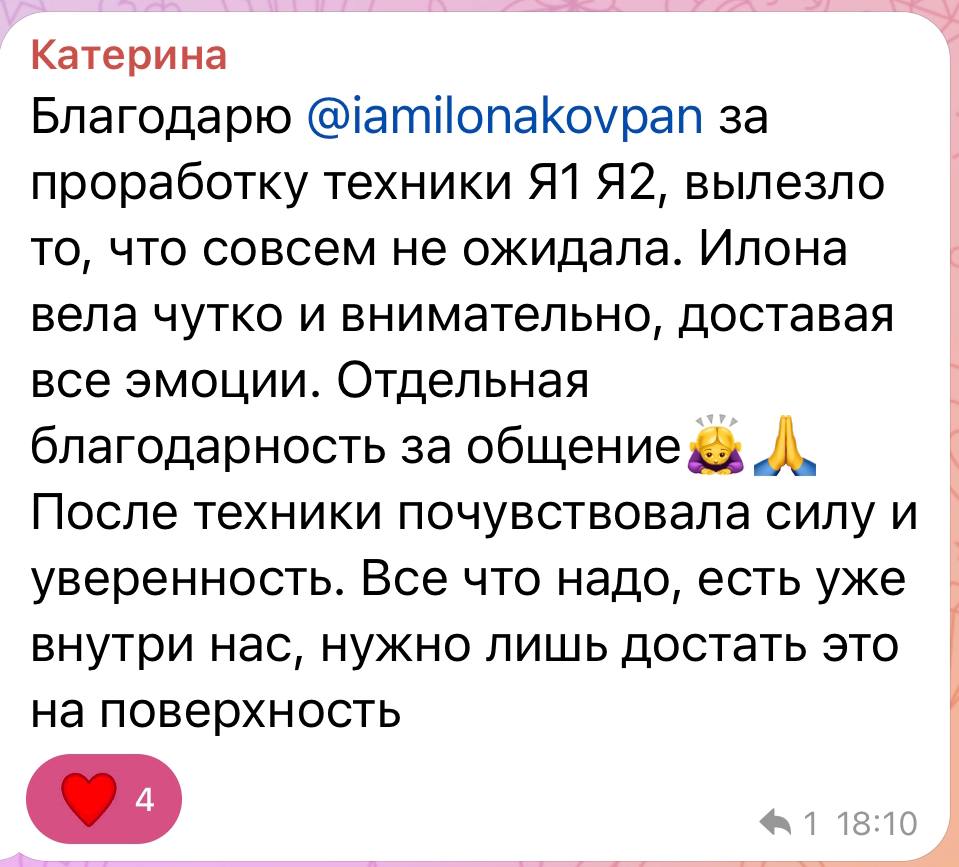 Катерина
Благодарю @iamilonakovpan за
проработку техники Я1 Я2, вылезло
то, что совсем не ожидала. Илона
вела чутко и внимательно, доставая
все эмоции. Отдельная
благодарность за общение🙇‍♀️🙏
После техники почувствовала силу и
уверенность. Все что надо, есть уже
внутри нас, нужно лишь достать это
на поверхность
❤️ 4
1 18:10